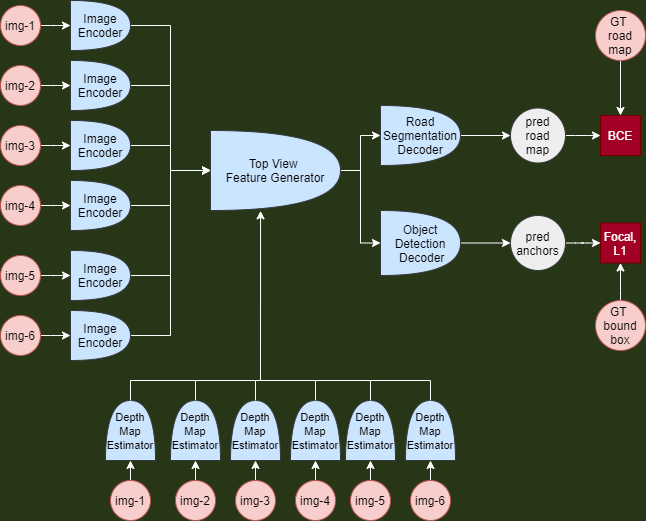 img-1
Image
Encoder
img-2
Image
Encoder
img-3
Image
Encoder
img-4
Image
Encoder
img-5
Image
Encoder
img-6
Image
Encoder
Top View
Feature Generator
Road
Segmentation
Decoder
pred
road
map
BCE
GT
road
map
Object
Detection
Decoder
pred
anchors
Focal,
L1
GT
bound
box
Depth
Map
Estimator
Depth
Map
Estimator
Depth
Map
Estimator
Depth
Map
Estimator
Depth
Map
Estimator
Depth
Map
Estimator
img-1
img-2
img-3
img-4
img-5
img-6